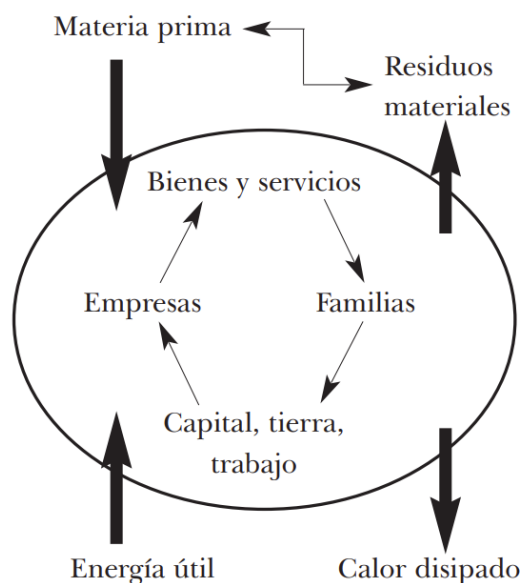 Materia prima
Residuos
materiales
Bienes y servicios
Empresas
Familias
Capital, tierra,
trabajo
Energía útil
Calor disipado